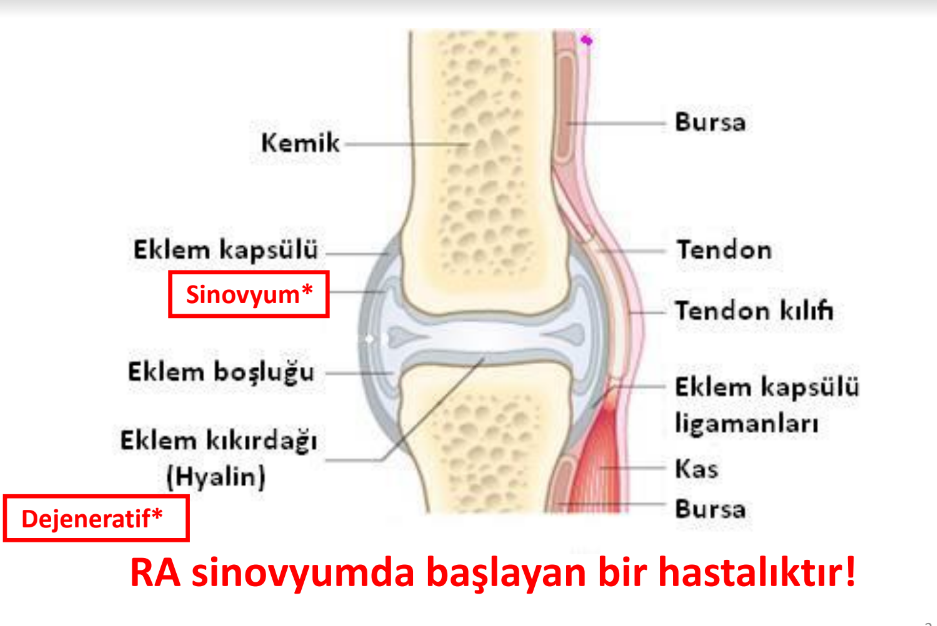 Kemik
Bursa
Eklem kapsülü
Tendon
Sinovyum*
Tendon kılıfı
Eklem boşluğu
Eklem kapsülü
ligamanları
Eklem kıkırdağı
(Hyalin)
Kas
Bursa
Dejeneratif*
RA sinovyumda başlayan bir hastalıktır!